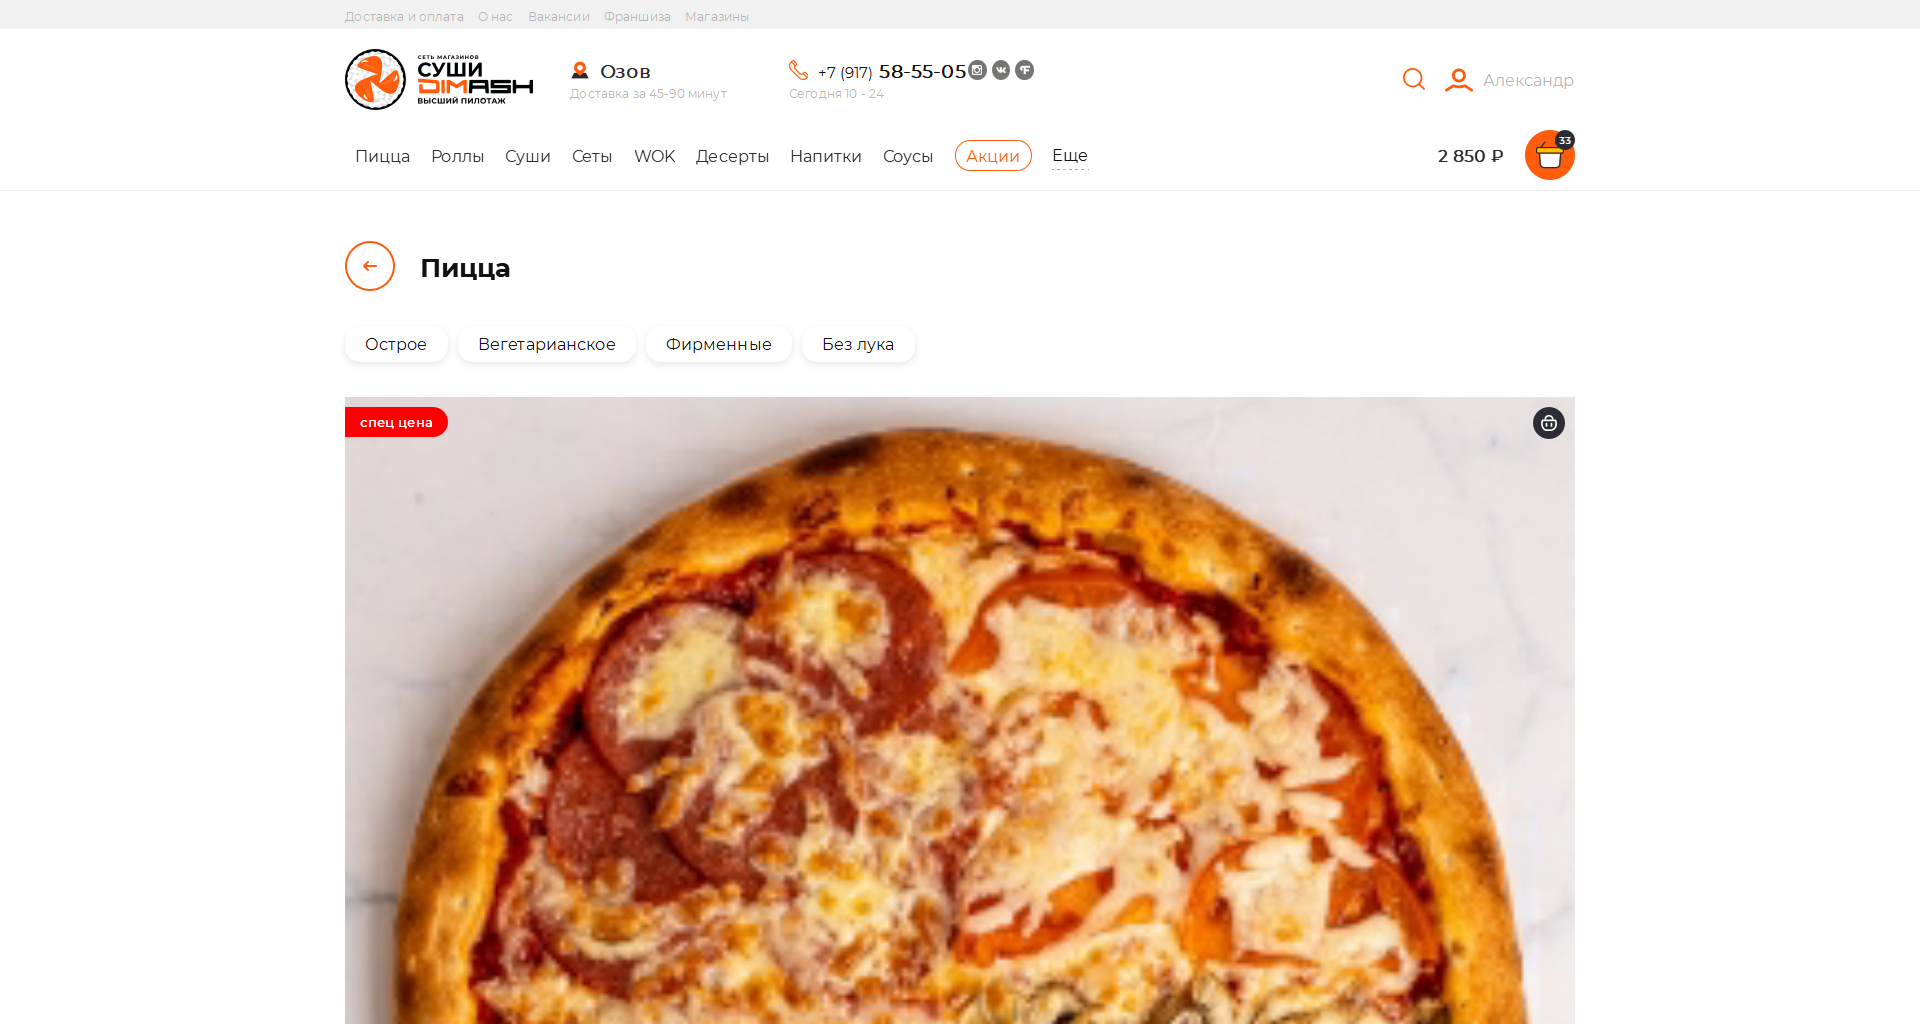 Доставка и оплата О нас Вакансии Франшиза Магазины
СЕТЬ МАГАЗИНОВ
СУШИ
DIMASH
ВЫСШИЙ ПИЛОТАЖ
Озов
Доставка за 45-90 минут
+7 (917) 58-55-05
Сегодня 10 - 24
Александр
Пицца Роллы Суши Сеты WOK Десерты Напитки Соусы Акции Еще
2 850 ₽
33
Пицца
Острое Вегетарианское Фирменные Без лука
спец цена